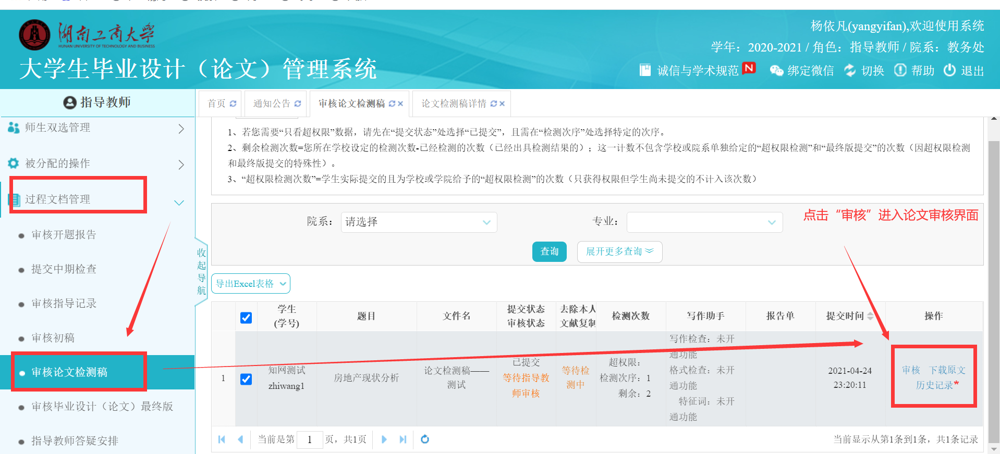 湖南工商大学
HUNAN UNIVERSITY OF TECHNOLOGY AND BUSINESS
大学生毕业设计（论文）管理系统
杨依凡(yangyifan),欢迎使用系统
学年：2020-2021 / 角色：指导教师 / 院系：教务处
诚信与学术规范 N 绑定微信 切换 帮助 退出
指导教师
师生双选管理
被分配的操作
过程文档管理
审核开题报告
提交中期检查
审核指导记录
审核初稿
审核论文检测稿
审核毕业设计（论文）最终版
指导教师答疑安排
收起导航
首页 通知公告 审核论文检测稿 论文检测稿详情
1、若您需要“只看超权限”数据，请先在“提交状态”处选择“已提交”，且需在“检测次序”处选择特定的次序。
2、剩余检测次数=您所在学校设定的检测次数-已经检测的次数（已经出具检测结果的）；这一计数不包含学校或院系单独给定的“超权限检测”和“最终版提交”的次数（因超权限检测
和最终版提交的特殊性）。
3、“超权限检测次数”=学生实际提交的且为学校或学院给予的“超权限检测”的次数（只获得权限但学生尚未提交的不计入该次数）
院系：请选择 专业：
点击“审核”进入论文审核界面
查询 展开更多查询
导出Excel表格
学生
(学号)
题目
文件名
提交状态
审核状态
去除本人
文献复制
检测次数
写作助手
报告单
提交时间
操作
1
知网测试
zhiwang1
房地产现状分析
论文检测稿——
测试
已提交
等待指导教
师审核
等待检
测中
超权限：
检测次序：1
剩余：2
写作检查：未开
通功能
格式检查：未开
通功能
特征词：未开
通功能
2021-04-24
23:20:11
审核 下载原文
历史记录*
当前是第 1 页，共1页
当前显示从第1条到1条，共1条记录